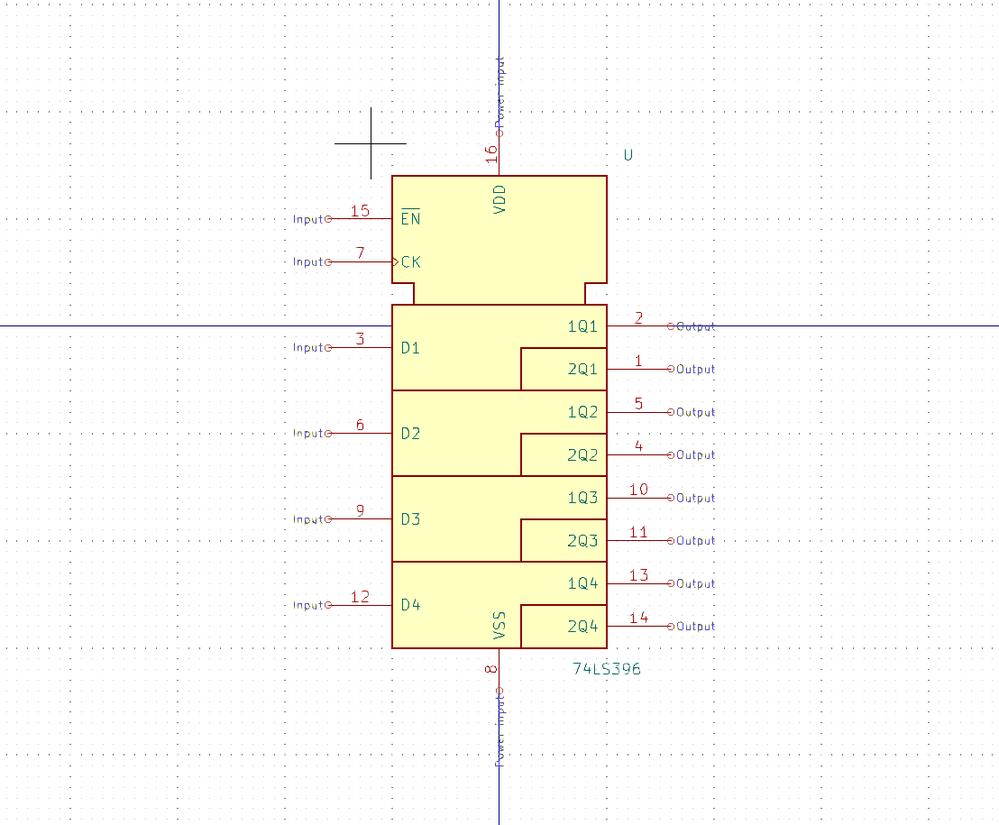 Power input
16
U
VDD
Input 15 EN
Input 7 CK
1Q1 2 Output
Input 3 D1
2Q1 1 Output
1Q2 5 Output
Input 6 D2
2Q2 4 Output
1Q3 10 Output
Input 9 D3
2Q3 11 Output
1Q4 13 Output
Input 12 D4
VSS
2Q4 14 Output
8
74LS396
Power input